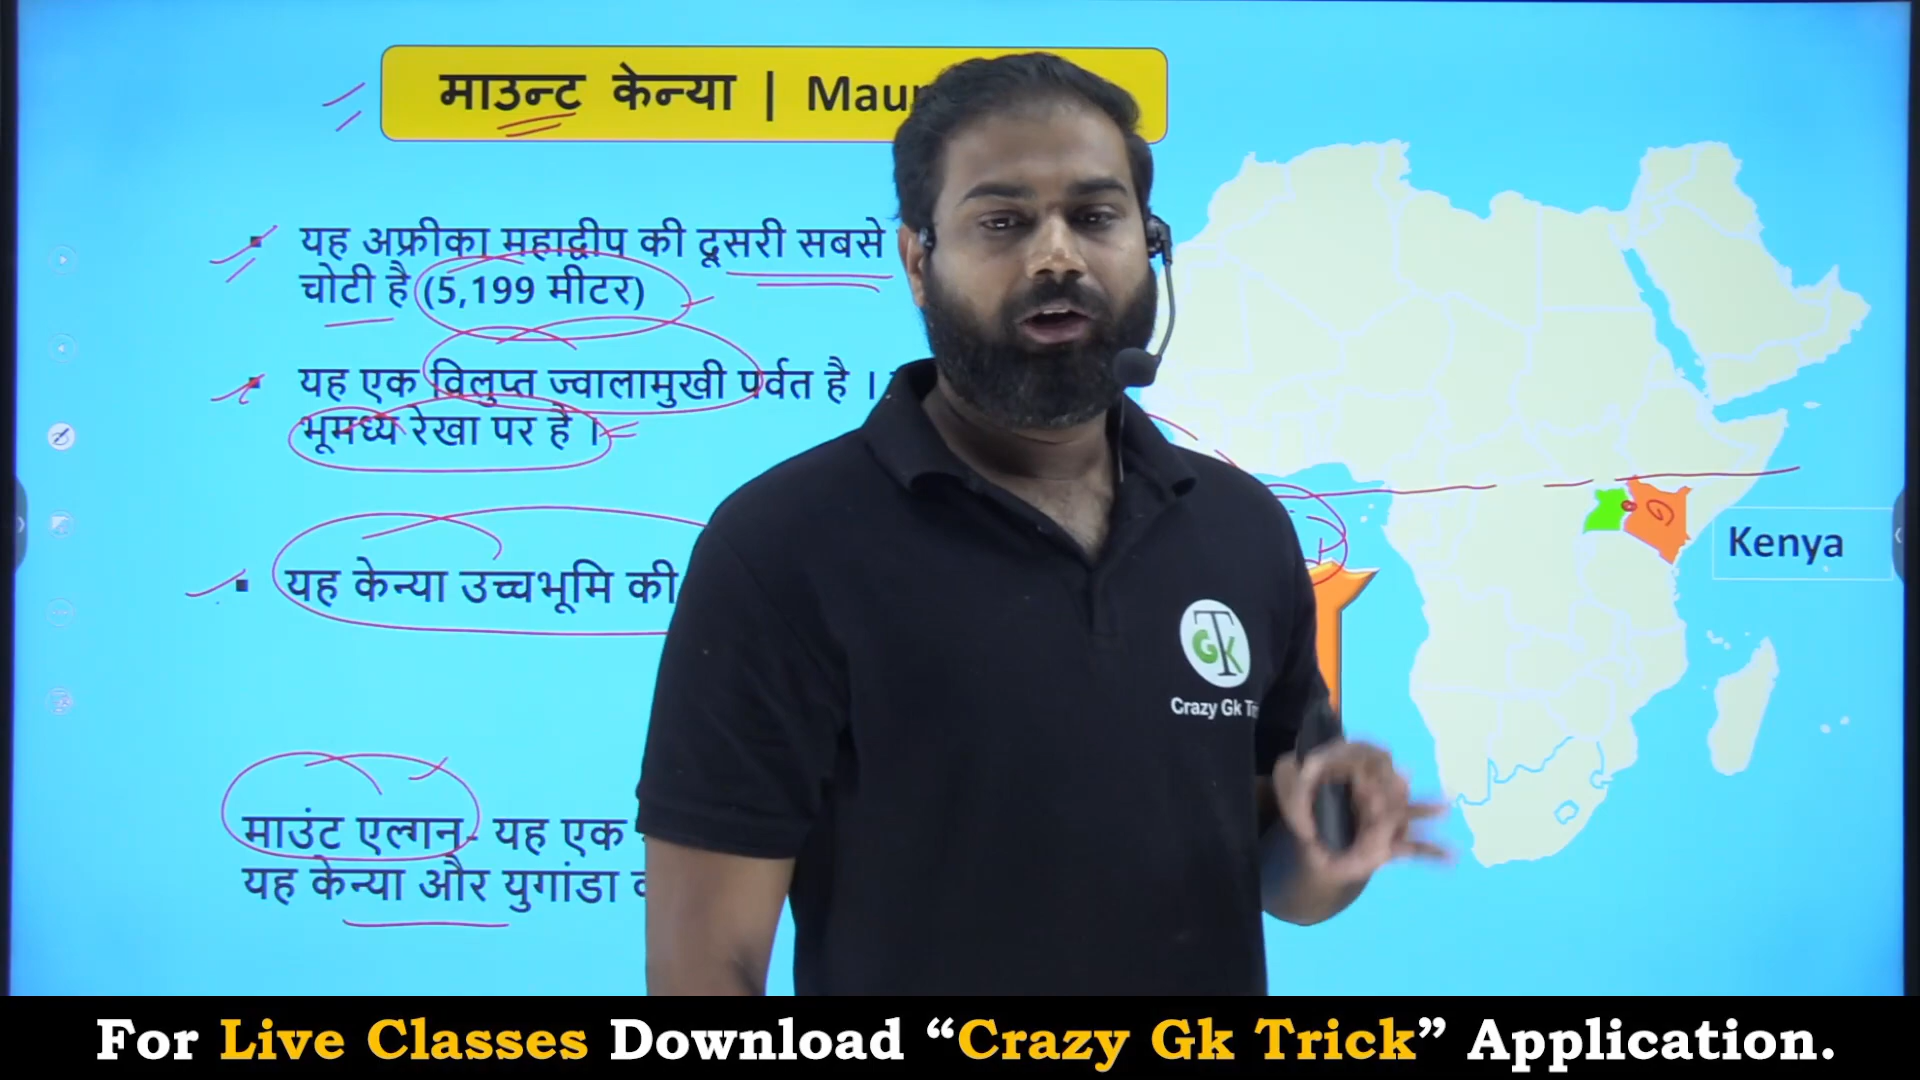 माउन्ट केन्या | Mau
यह अफ्रीका महाद्वीप की दूसरी सबसे
चोटी है (5,199 मीटर)
यह एक विलुप्त ज्वालामुखी पर्वत है ।
भूमध्य रेखा पर है ।
यह केन्या उच्चभूमि की
माउंट एल्गन- यह एक
यह केन्या और युगांडा
Kenya
GTK
Crazy Gk
For Live Classes Download “Crazy Gk Trick” Application.